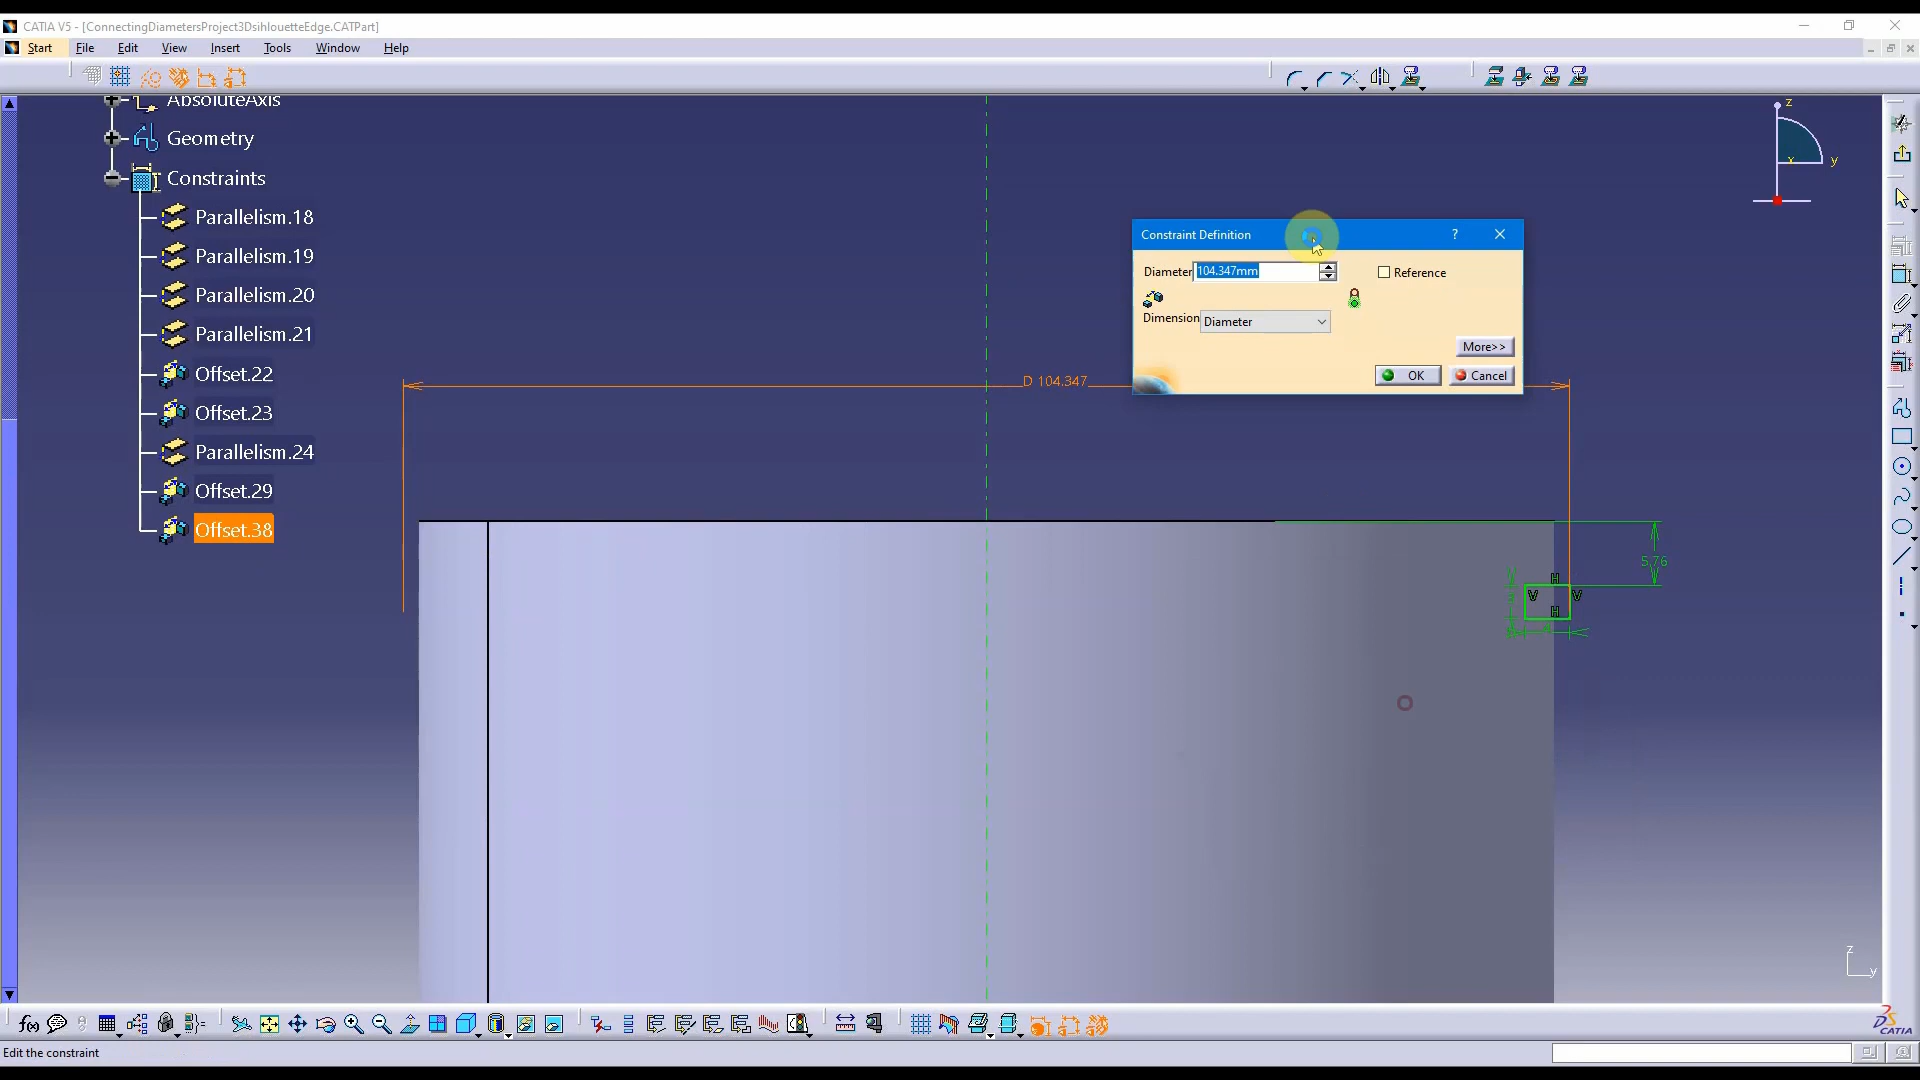 CATIA V5 - [ConnectingDiametersProject3DsihlouetteEdge.CATPart]
Start File Edit View Insert Tools Window Help
AbsoluteAxis
Geometry
Constraints
Parallelism.18
Parallelism.19
Parallelism.20
Parallelism.21
Offset.22
Offset.23
Parallelism.24
Offset.29
Offset.38
z
x
y
Constraint Definition ?
Diameter 104.347mm Reference
Dimension Diameter
More>>
OK Cancel
D 104.347
5.76
H
V V
H
z
y
f(x)
CATIA
Edit the constraint